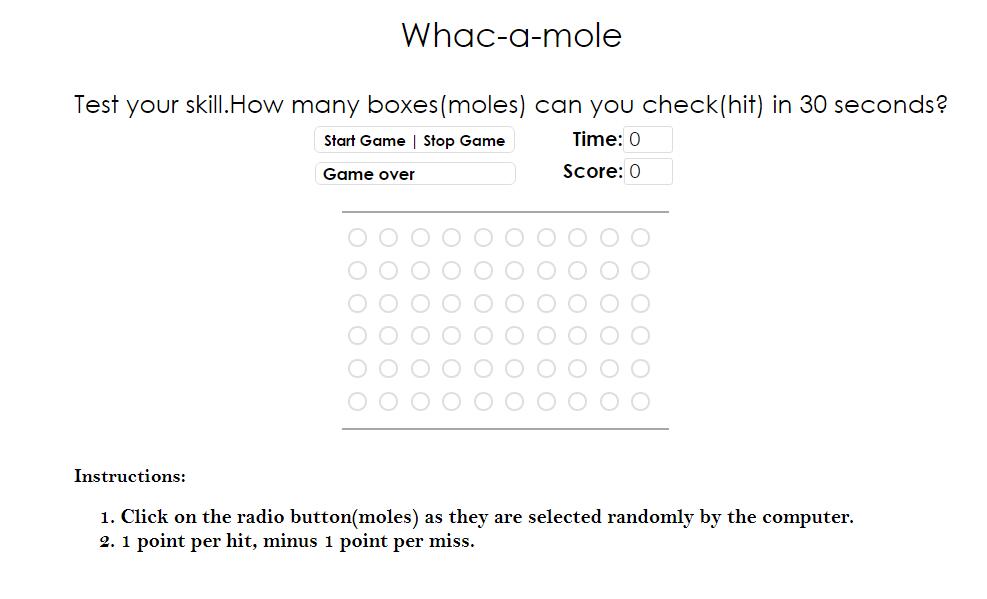 Whac-a-mole
Test your skill.How many boxes(moles) can you check(hit) in 30 seconds?
Start Game | Stop Game
Time: 0
Game over
Score: 0
Instructions:
1. Click on the radio button(moles) as they are selected randomly by the computer.
2. 1 point per hit, minus 1 point per miss.